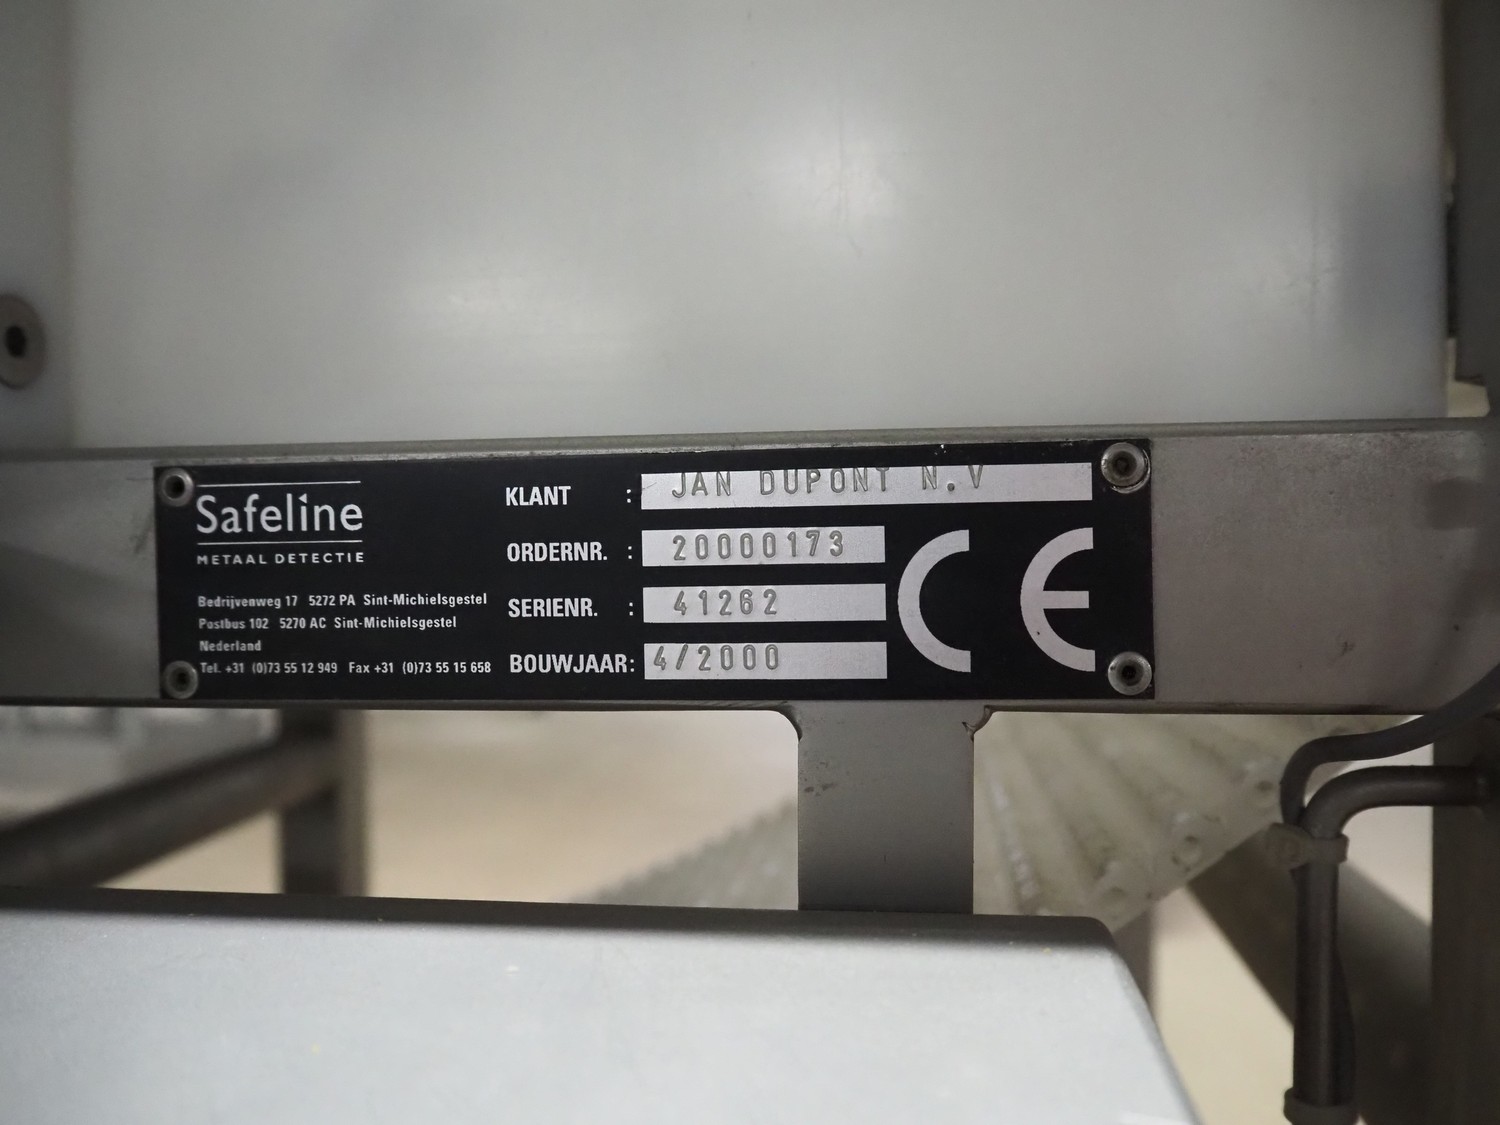 Safeline
METAAL DETECTIE
Bedrijvenweg 17 5272 PA Sint-Michielsgestel
Postbus 102 5270 AC Sint-Michielsgestel
Nederland
Tel. +31 (0)73 55 12 949 Fax +31 (0)73 55 15 658
KLANT : JAN DUPONT N.V
ORDERNR. : 20000173
SERIENR. : 41262
BOUWJAAR: 4/2000
CE